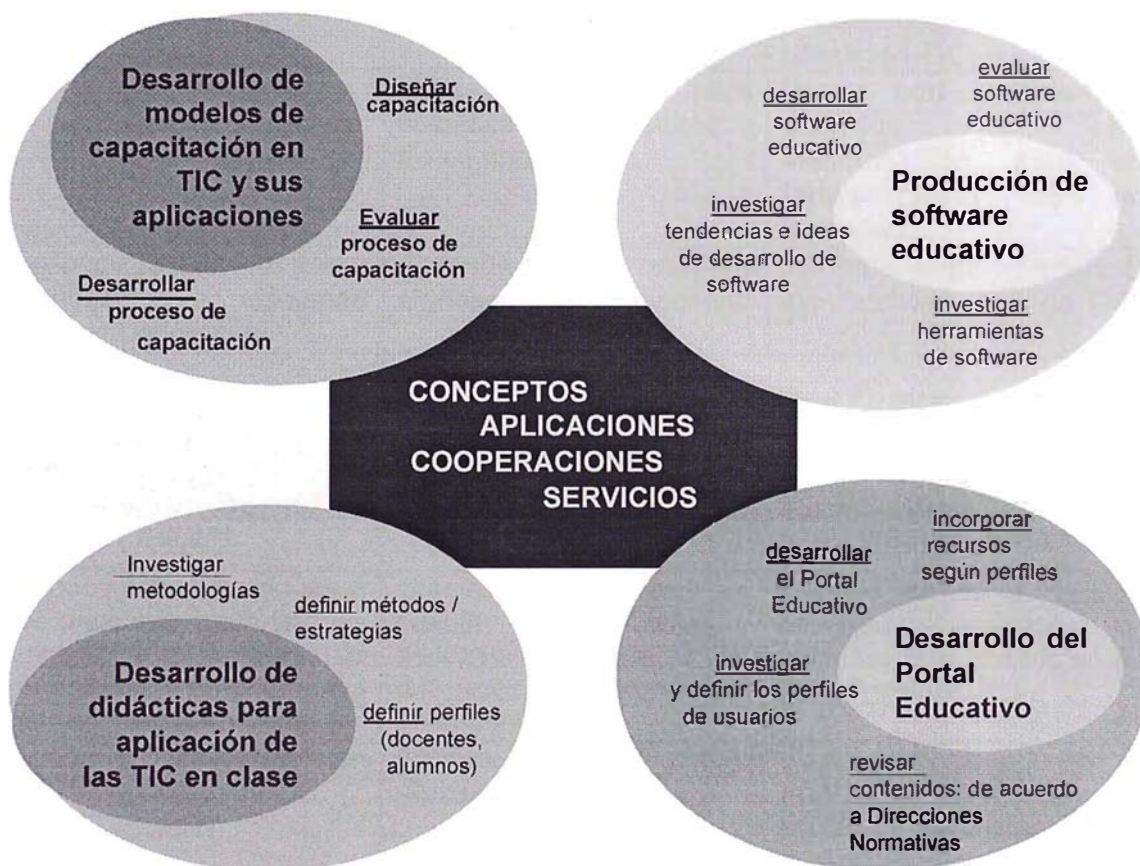 Desarrollo de
modelos de
capacitación en
TIC y sus
aplicaciones
Diseñar
capacitación
Evaluar
proceso de
capacitación
Desarrollar
proceso de
capacitación
evaluar
software
educativo
desarrollar
software
educativo
Producción de
software
educativo
investigar
tendencias e ideas
de desarrollo de
software
investigar
herramientas
de software
CONCEPTOS
APLICACIONES
COOPERACIONES
SERVICIOS
Investigar
metodologías
definir métodos /
estrategias
Desarrollo de
didácticas para
aplicación de
las TIC en clase
definir perfiles
(docentes,
alumnos)
incorporar
recursos
según perfiles
desarrollar
el Portal
Educativo
Desarrollo del
Portal
Educativo
investigar
y definir los perfiles
de usuarios
revisar
contenidos: de acuerdo
a Direcciones
Normativas